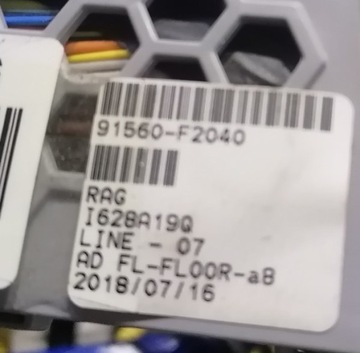 91560-F2040
RAG
I628A19Q
LINE - 07
AD FL-FLOOR-a8
2018/07/16